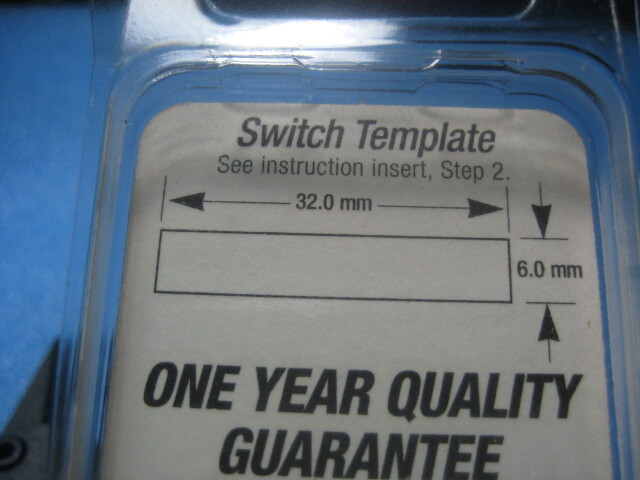 Switch Template
See instruction insert, Step 2.
32.0 mm
6.0 mm
ONE YEAR QUALITY
GUARANTEE